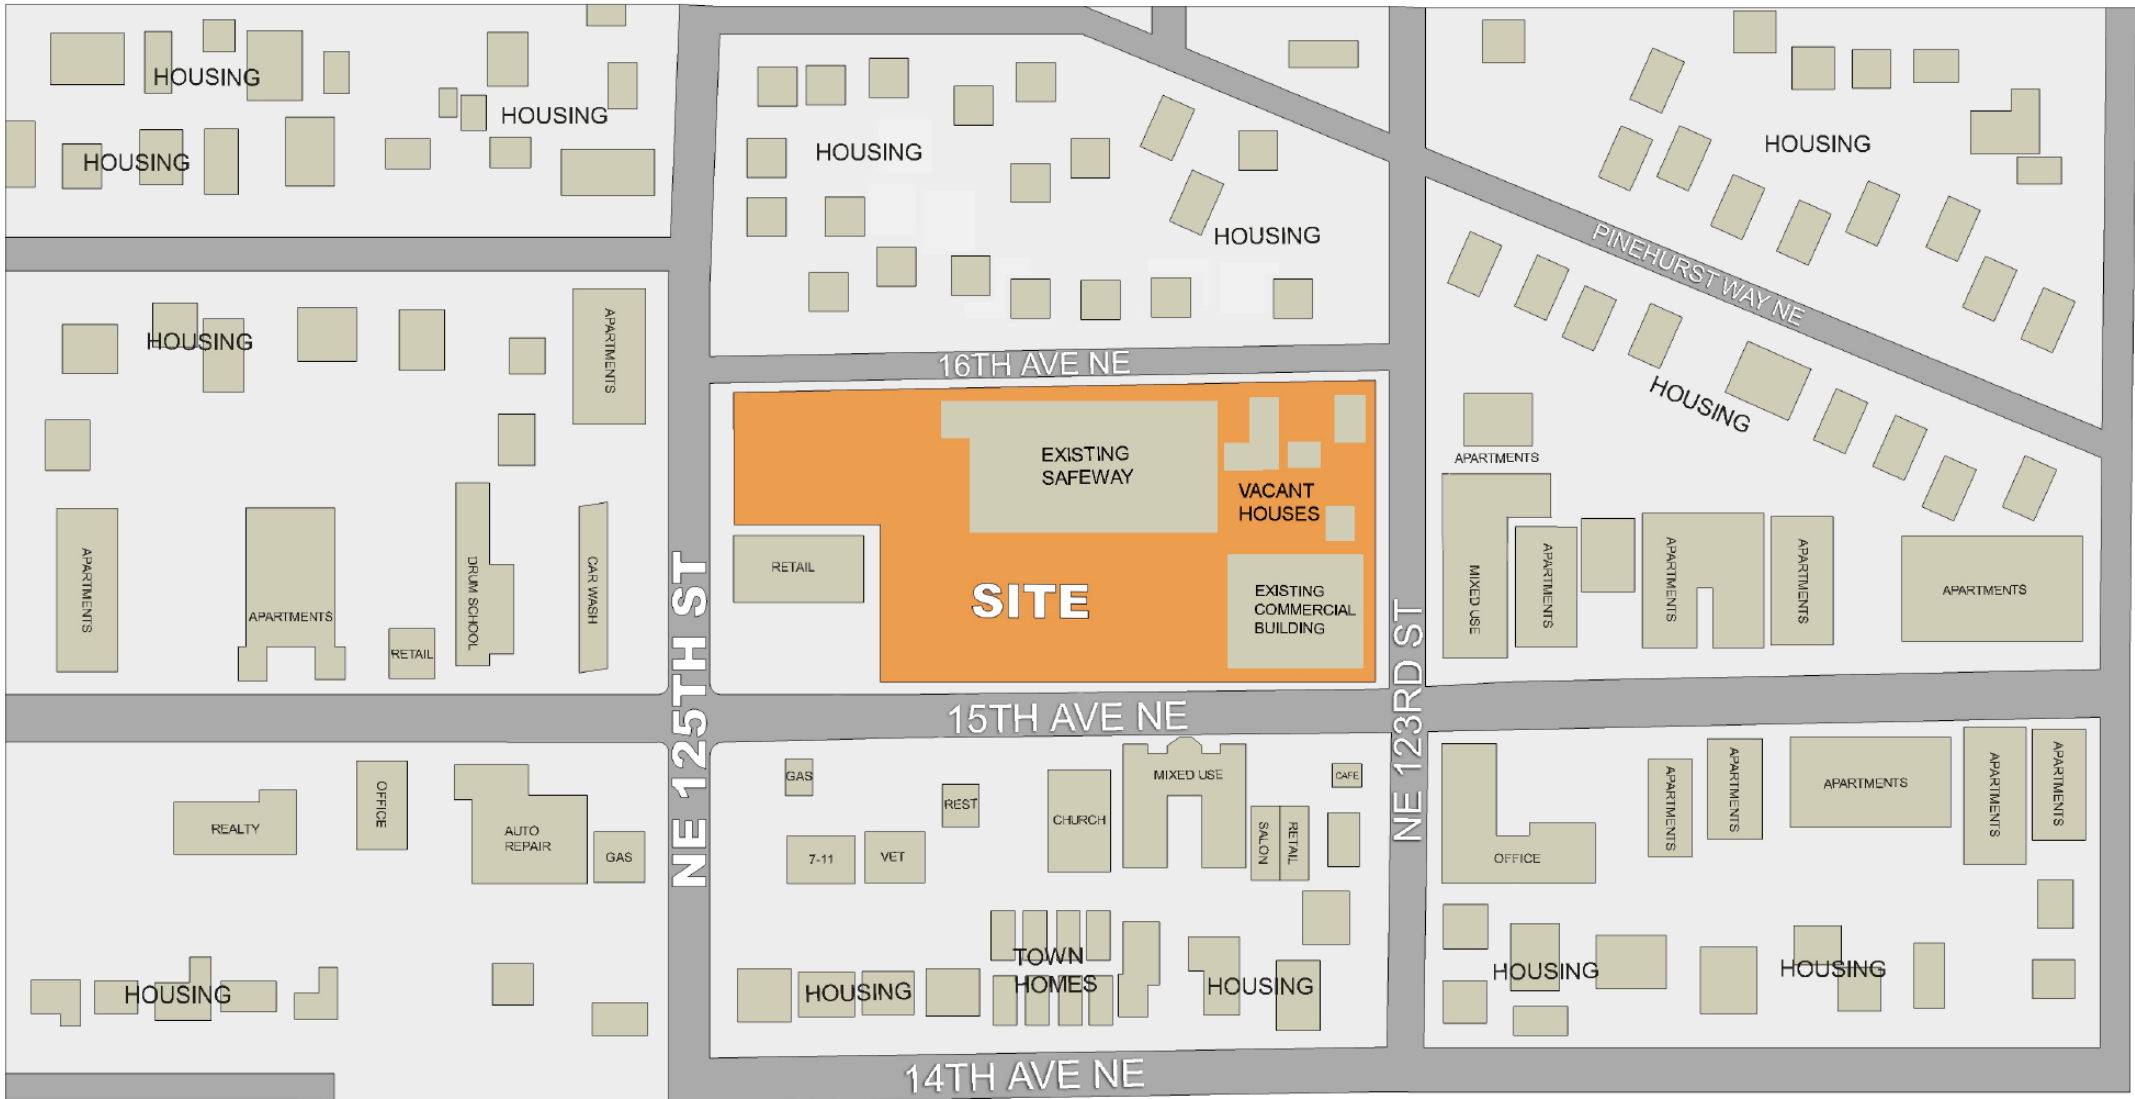 HOUSING
HOUSING
HOUSING
HOUSING
HOUSING
HOUSING
PINEHURST WAY NE
HOUSING
APARTMENTS
16TH AVE NE
HOUSING
EXISTING
SAFEWAY
APARTMENTS
VACANT
HOUSES
APARTMENTS
APARTMENTS
RETAIL
DRUM SCHOOL
CAR WASH
NE 125TH ST
RETAIL
SITE
EXISTING
COMMERCIAL
BUILDING
NE 123RD ST
MIXED USE
APARTMENTS
APARTMENTS
APARTMENTS
APARTMENTS
15TH AVE NE
REALTY
OFFICE
AUTO
REPAIR
GAS
GAS
7-11
VET
REST
CHURCH
MIXED USE
SALON
RETAIL
CAFE
OFFICE
APARTMENTS
APARTMENTS
APARTMENTS
APARTMENTS
APARTMENTS
HOUSING
HOUSING
TOWN
HOMES
HOUSING
HOUSING
HOUSING
14TH AVE NE